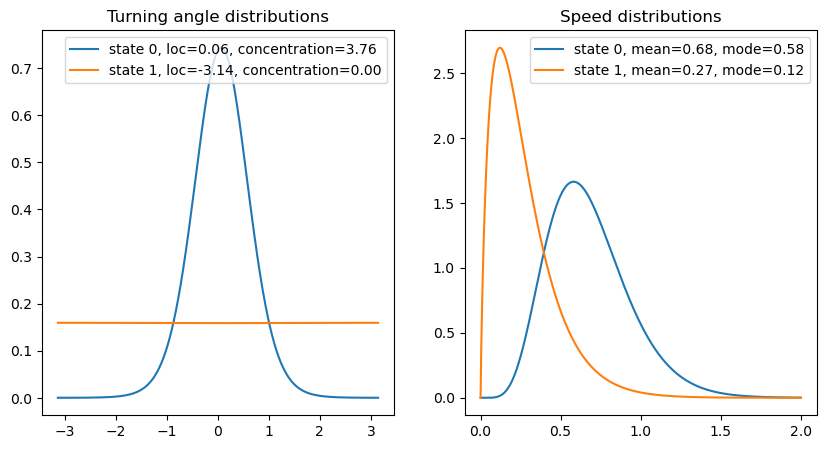 Turning angle distributions
state 0, loc=0.06, concentration=3.76
state 1, loc=-3.14, concentration=0.00
0.7
0.6
0.5
0.4
0.3
0.2
0.1
0.0
−3 −2 −1 0 1 2 3
Speed distributions
state 0, mean=0.68, mode=0.58
state 1, mean=0.27, mode=0.12
2.5
2.0
1.5
1.0
0.5
0.0
0.0 0.5 1.0 1.5 2.0